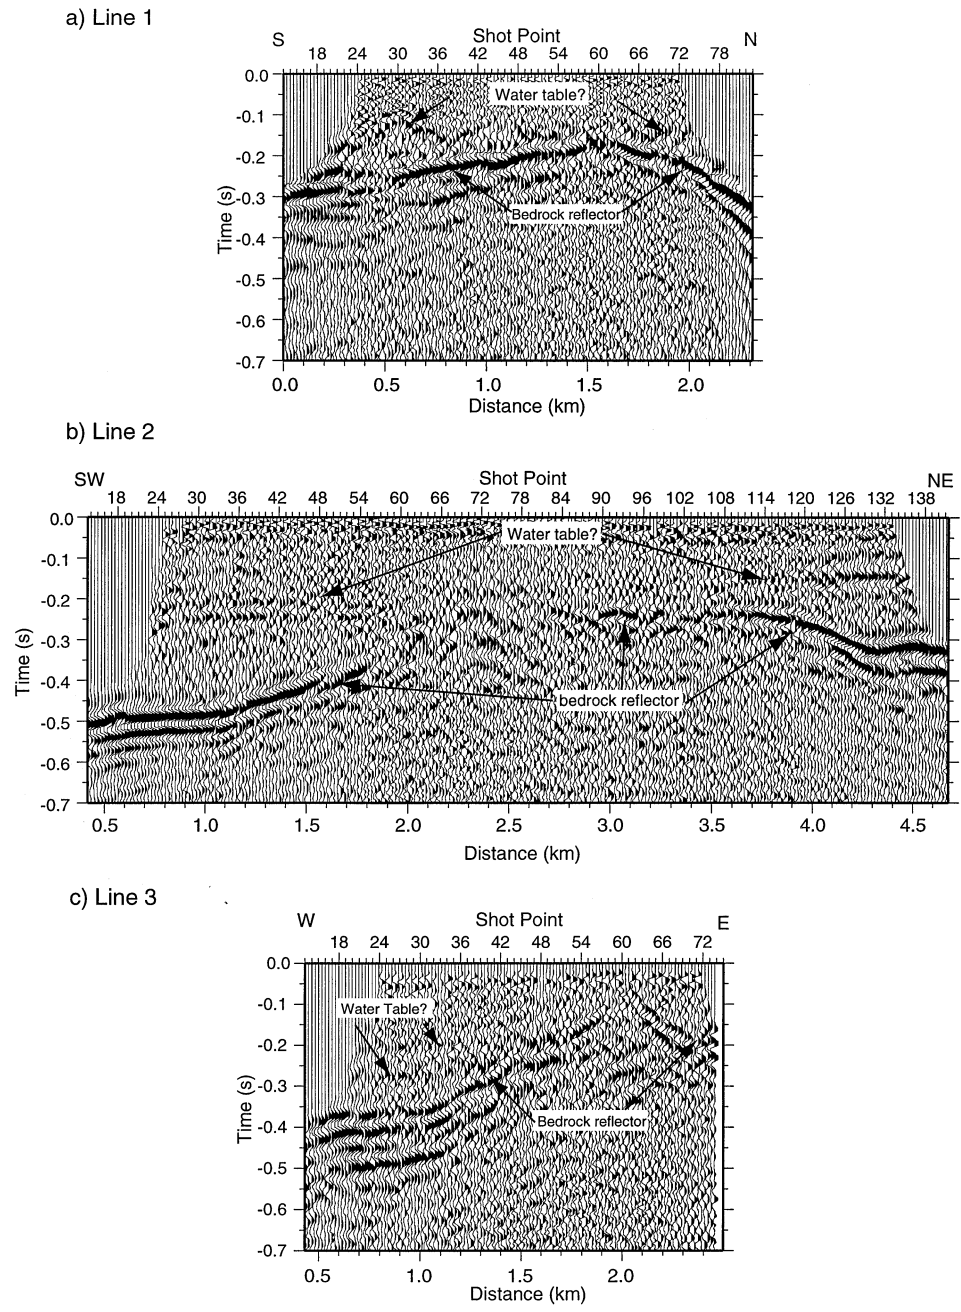 a) Line 1
Shot Point
S 18 24 30 36 42 48 54 60 66 72 78 N
0.0
Water table?
-0.1
-0.2
-0.3
Bedrock reflector
-0.4
-0.5
-0.6
-0.7
Time (s)
0.0 0.5 1.0 1.5 2.0
Distance (km)
b) Line 2
SW Shot Point NE
18 24 30 36 42 48 54 60 66 72 78 84 90 96 102 108 114 120 126 132 138
0.0
Water table?
-0.1
-0.2
-0.3
-0.4
bedrock reflector
-0.5
-0.6
-0.7
Time (s)
0.5 1.0 1.5 2.0 2.5 3.0 3.5 4.0 4.5
Distance (km)
c) Line 3
W Shot Point E
18 24 30 36 42 48 54 60 66 72
0.0
-0.1
Water Table?
-0.2
-0.3
-0.4
Bedrock reflector
-0.5
-0.6
-0.7
Time (s)
0.5 1.0 1.5 2.0
Distance (km)